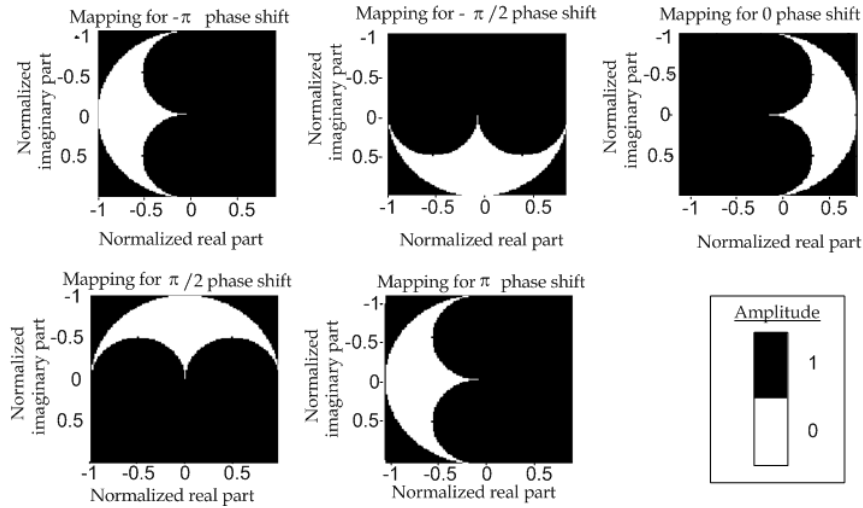 Mapping for -π phase shift
Normalized
imaginary part
-1
-0.5
0
0.5
-1 -0.5 0 0.5
Normalized real part
Mapping for - π/2 phase shift
Normalized
imaginary part
-1-
-0.5-
0-
0.5-
-1 -0.5 0 0.5
Normalized real part
Mapping for 0 phase shift
Normalized
imaginary part
-1
-0.5
0
0.5
-1 -0.5 0 0.5
Normalized real part
Mapping for π/2 phase shift
Normalized
imaginary part
-1
-0.5
0
0.5
-1 -0.5 0 0.5
Normalized real part
Mapping for π phase shift
Normalized
imaginary part
-1-
-0.5-
0-
0.5-
-1 -0.5 0 0.5
Normalized real part
Amplitude
1
0